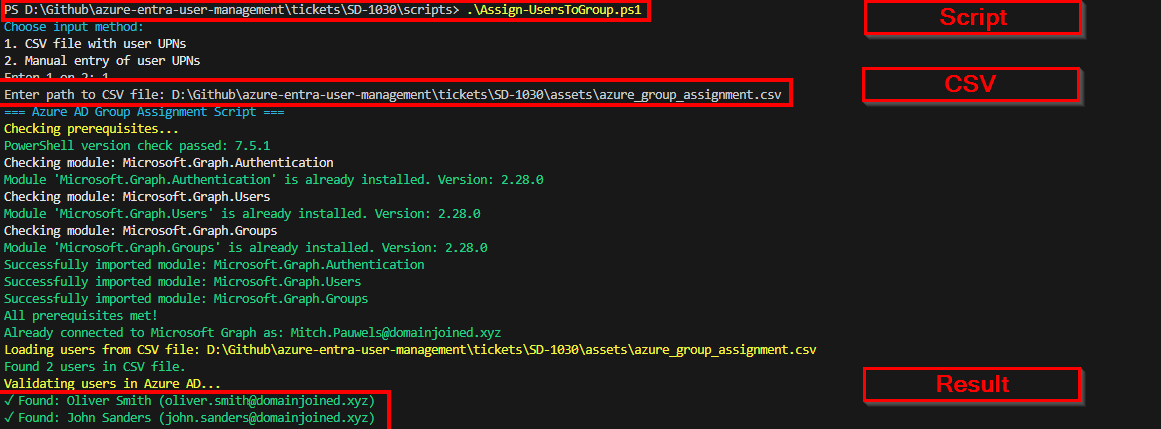 PS D:\Github\azure-entra-user-management\tickets\SD-1030\scripts> .\Assign-UsersToGroup.ps1
Script
Choose input method:
1. CSV file with user UPNs
2. Manual entry of user UPNs
Enter 1 or 2: 1
Enter path to CSV file: D:\Github\azure-entra-user-management\tickets\SD-1030\assets\azure_group_assignment.csv
CSV
=== Azure AD Group Assignment Script ===
Checking prerequisites...
PowerShell version check passed: 7.5.1
Checking module: Microsoft.Graph.Authentication
Module 'Microsoft.Graph.Authentication' is already installed. Version: 2.28.0
Checking module: Microsoft.Graph.Users
Module 'Microsoft.Graph.Users' is already installed. Version: 2.28.0
Checking module: Microsoft.Graph.Groups
Module 'Microsoft.Graph.Groups' is already installed. Version: 2.28.0
Successfully imported module: Microsoft.Graph.Authentication
Successfully imported module: Microsoft.Graph.Users
Successfully imported module: Microsoft.Graph.Groups
All prerequisites met!
Already connected to Microsoft Graph as: Mitch.Pauwels@domainjoined.xyz
Loading users from CSV file: D:\Github\azure-entra-user-management\tickets\SD-1030\assets\azure_group_assignment.csv
Found 2 users in CSV file.
Validating users in Azure AD...
Result
✓ Found: Oliver Smith (oliver.smith@domainjoined.xyz)
✓ Found: John Sanders (john.sanders@domainjoined.xyz)